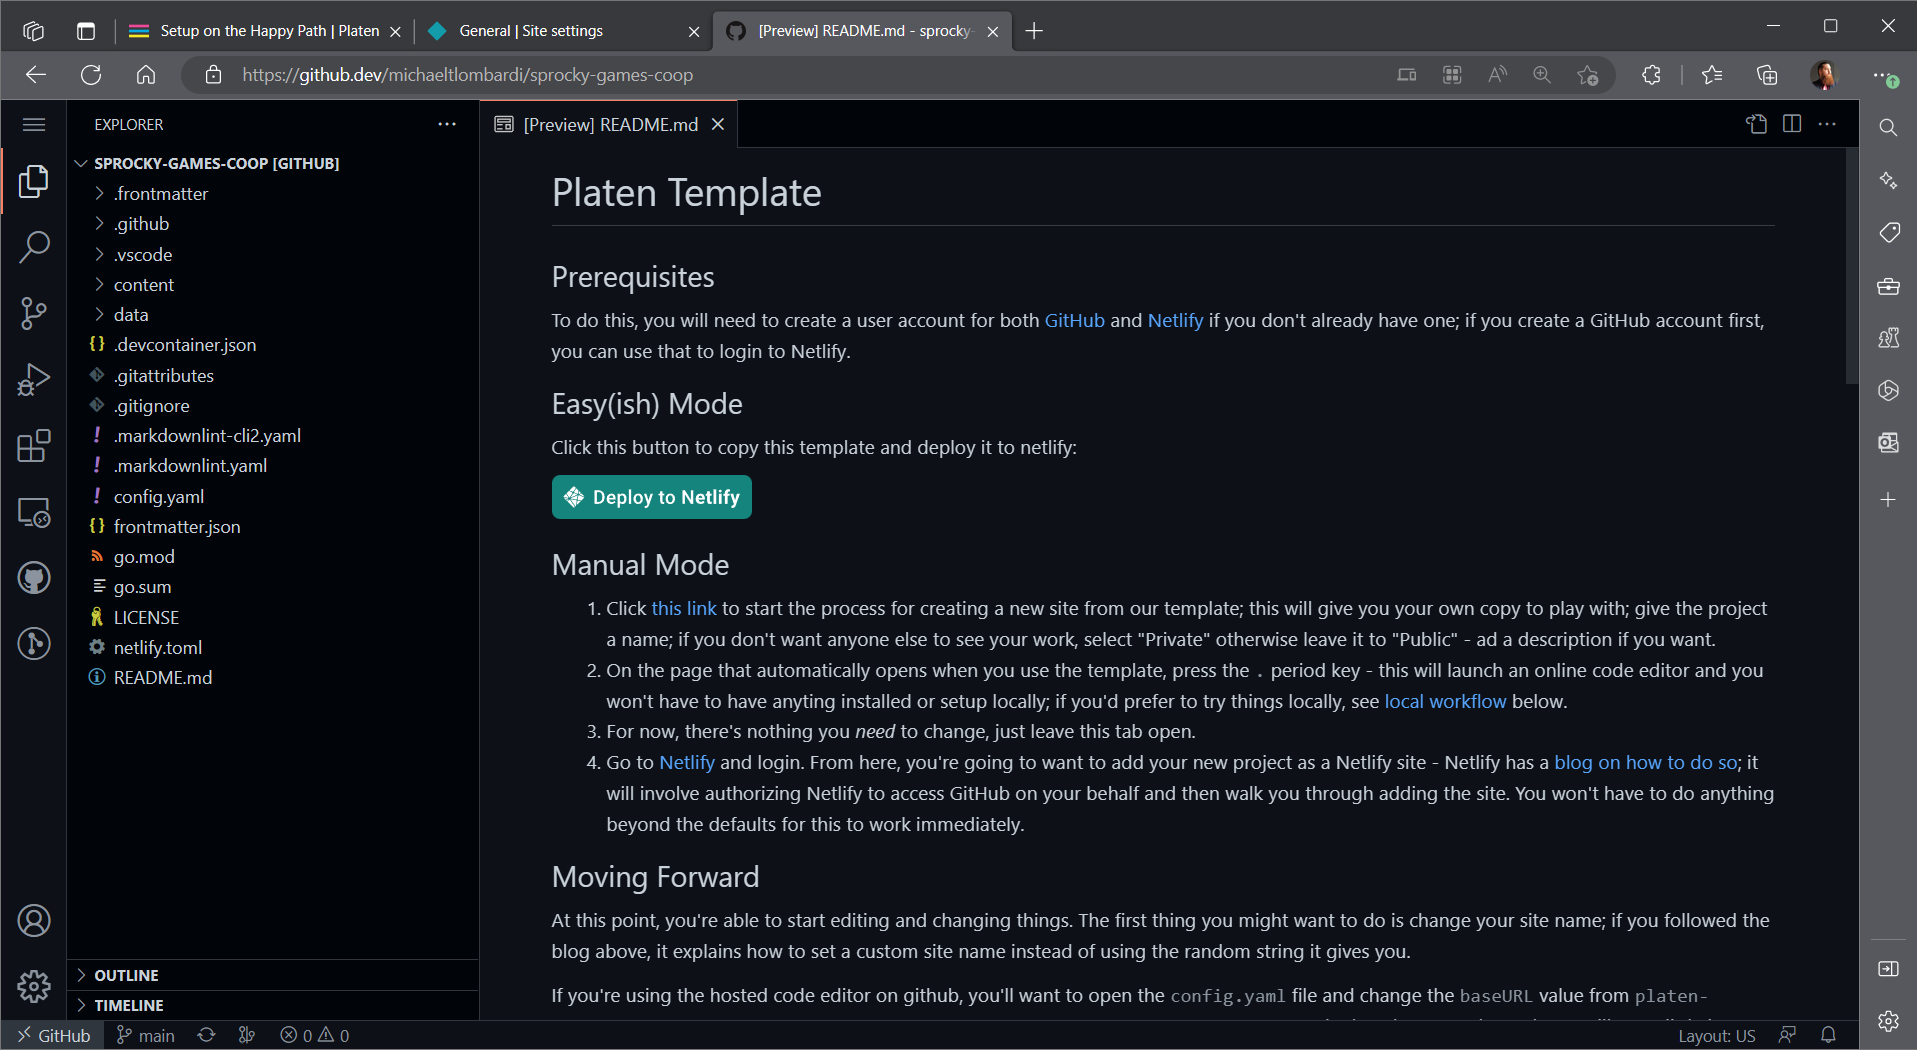 Setup on the Happy Path | Platen
General | Site settings
[Preview] README.md - sprocky-
https://github.dev/michaeltlombardi/sprocky-games-coop
EXPLORER
SPROCKY-GAMES-COOP [GITHUB]
.frontmatter
.github
.vscode
content
data
.devcontainer.json
.gitattributes
.gitignore
.markdownlint-cli2.yaml
.markdownlint.yaml
config.yaml
frontmatter.json
go.mod
go.sum
LICENSE
netlify.toml
README.md
OUTLINE
TIMELINE
[Preview] README.md
Platen Template
Prerequisites
To do this, you will need to create a user account for both GitHub and Netlify if you don't already have one; if you create a GitHub account first,
you can use that to login to Netlify.
Easy(ish) Mode
Click this button to copy this template and deploy it to netlify:
Deploy to Netlify
Manual Mode
1. Click this link to start the process for creating a new site from our template; this will give you your own copy to play with; give the project
a name; if you don't want anyone else to see your work, select "Private" otherwise leave it to "Public" - ad a description if you want.
2. On the page that automatically opens when you use the template, press the . period key - this will launch an online code editor and you
won't have to have anyting installed or setup locally; if you'd prefer to try things locally, see local workflow below.
3. For now, there's nothing you need to change, just leave this tab open.
4. Go to Netlify and login. From here, you're going to want to add your new project as a Netlify site - Netlify has a blog on how to do so; it
will involve authorizing Netlify to access GitHub on your behalf and then walk you through adding the site. You won't have to do anything
beyond the defaults for this to work immediately.
Moving Forward
At this point, you're able to start editing and changing things. The first thing you might want to do is change your site name; if you followed the
blog above, it explains how to set a custom site name instead of using the random string it gives you.
If you're using the hosted code editor on github, you'll want to open the config.yaml file and change the baseURL value from platen-
GitHub
main
0
0
Layout: US